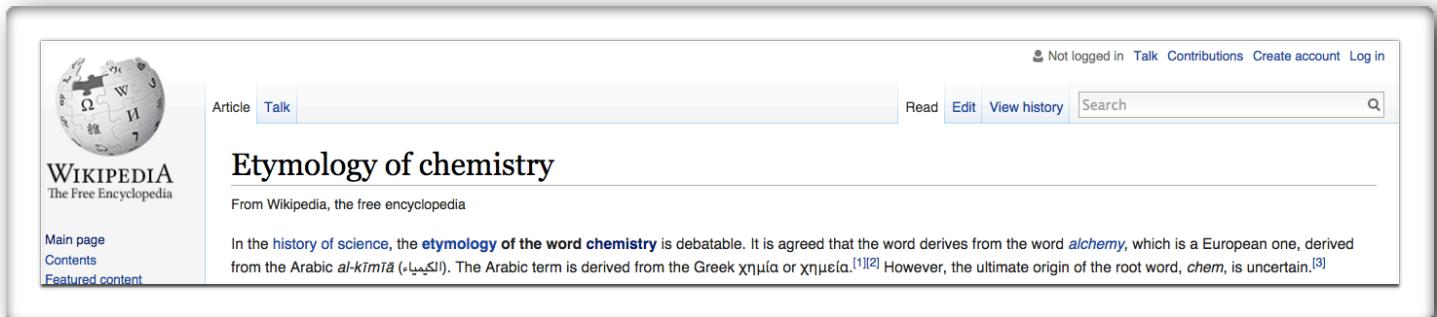 Not logged in Talk Contributions Create account Log in
Article Talk Read Edit View history Search
WIKIPEDIA
The Free Encyclopedia
Etymology of chemistry
From Wikipedia, the free encyclopedia
Main page
Contents
Featured content
In the history of science, the etymology of the word chemistry is debatable. It is agreed that the word derives from the word alchemy, which is a European one, derived
from the Arabic al-kīmīā (الكيمياء). The Arabic term is derived from the Greek χημία or χημεία.[1][2] However, the ultimate origin of the root word, chem, is uncertain.[3]